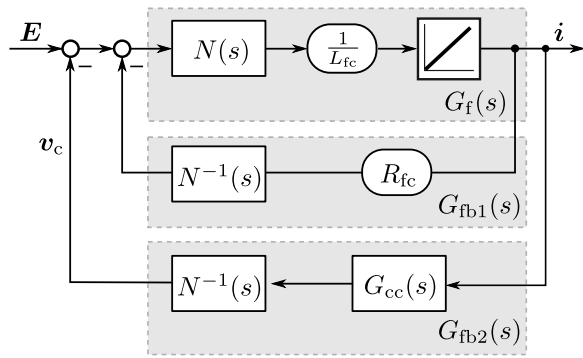 E
N(s)
1/L_fc
i
G_f(s)
v_c
N⁻¹(s)
R_fc
G_fb1(s)
N⁻¹(s)
G_cc(s)
G_fb2(s)